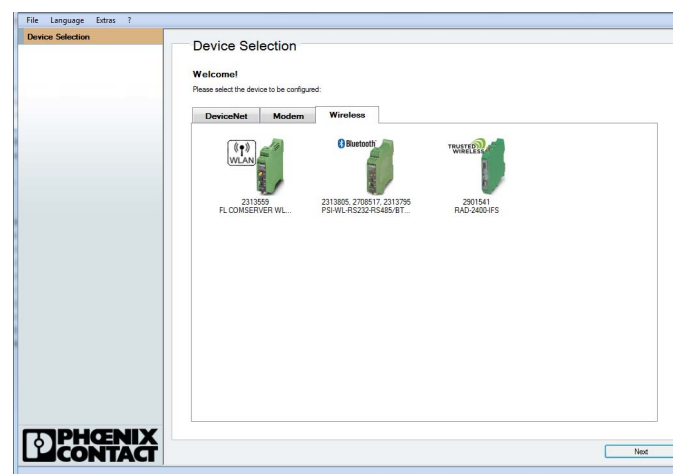 File Language Extras ?
Device Selection
Device Selection
Welcome!
Please select the device to be configured:
DeviceNet Modem Wireless
WLAN
Bluetooth
TRUSTED
WIRELESS
2313559
FL COMSERVER WL...
2313805, 2708517, 2313795
PSI-WL-RS232-RS485/BT...
2901541
RAD-2400-IFS
PHŒNIX
CONTACT
Next